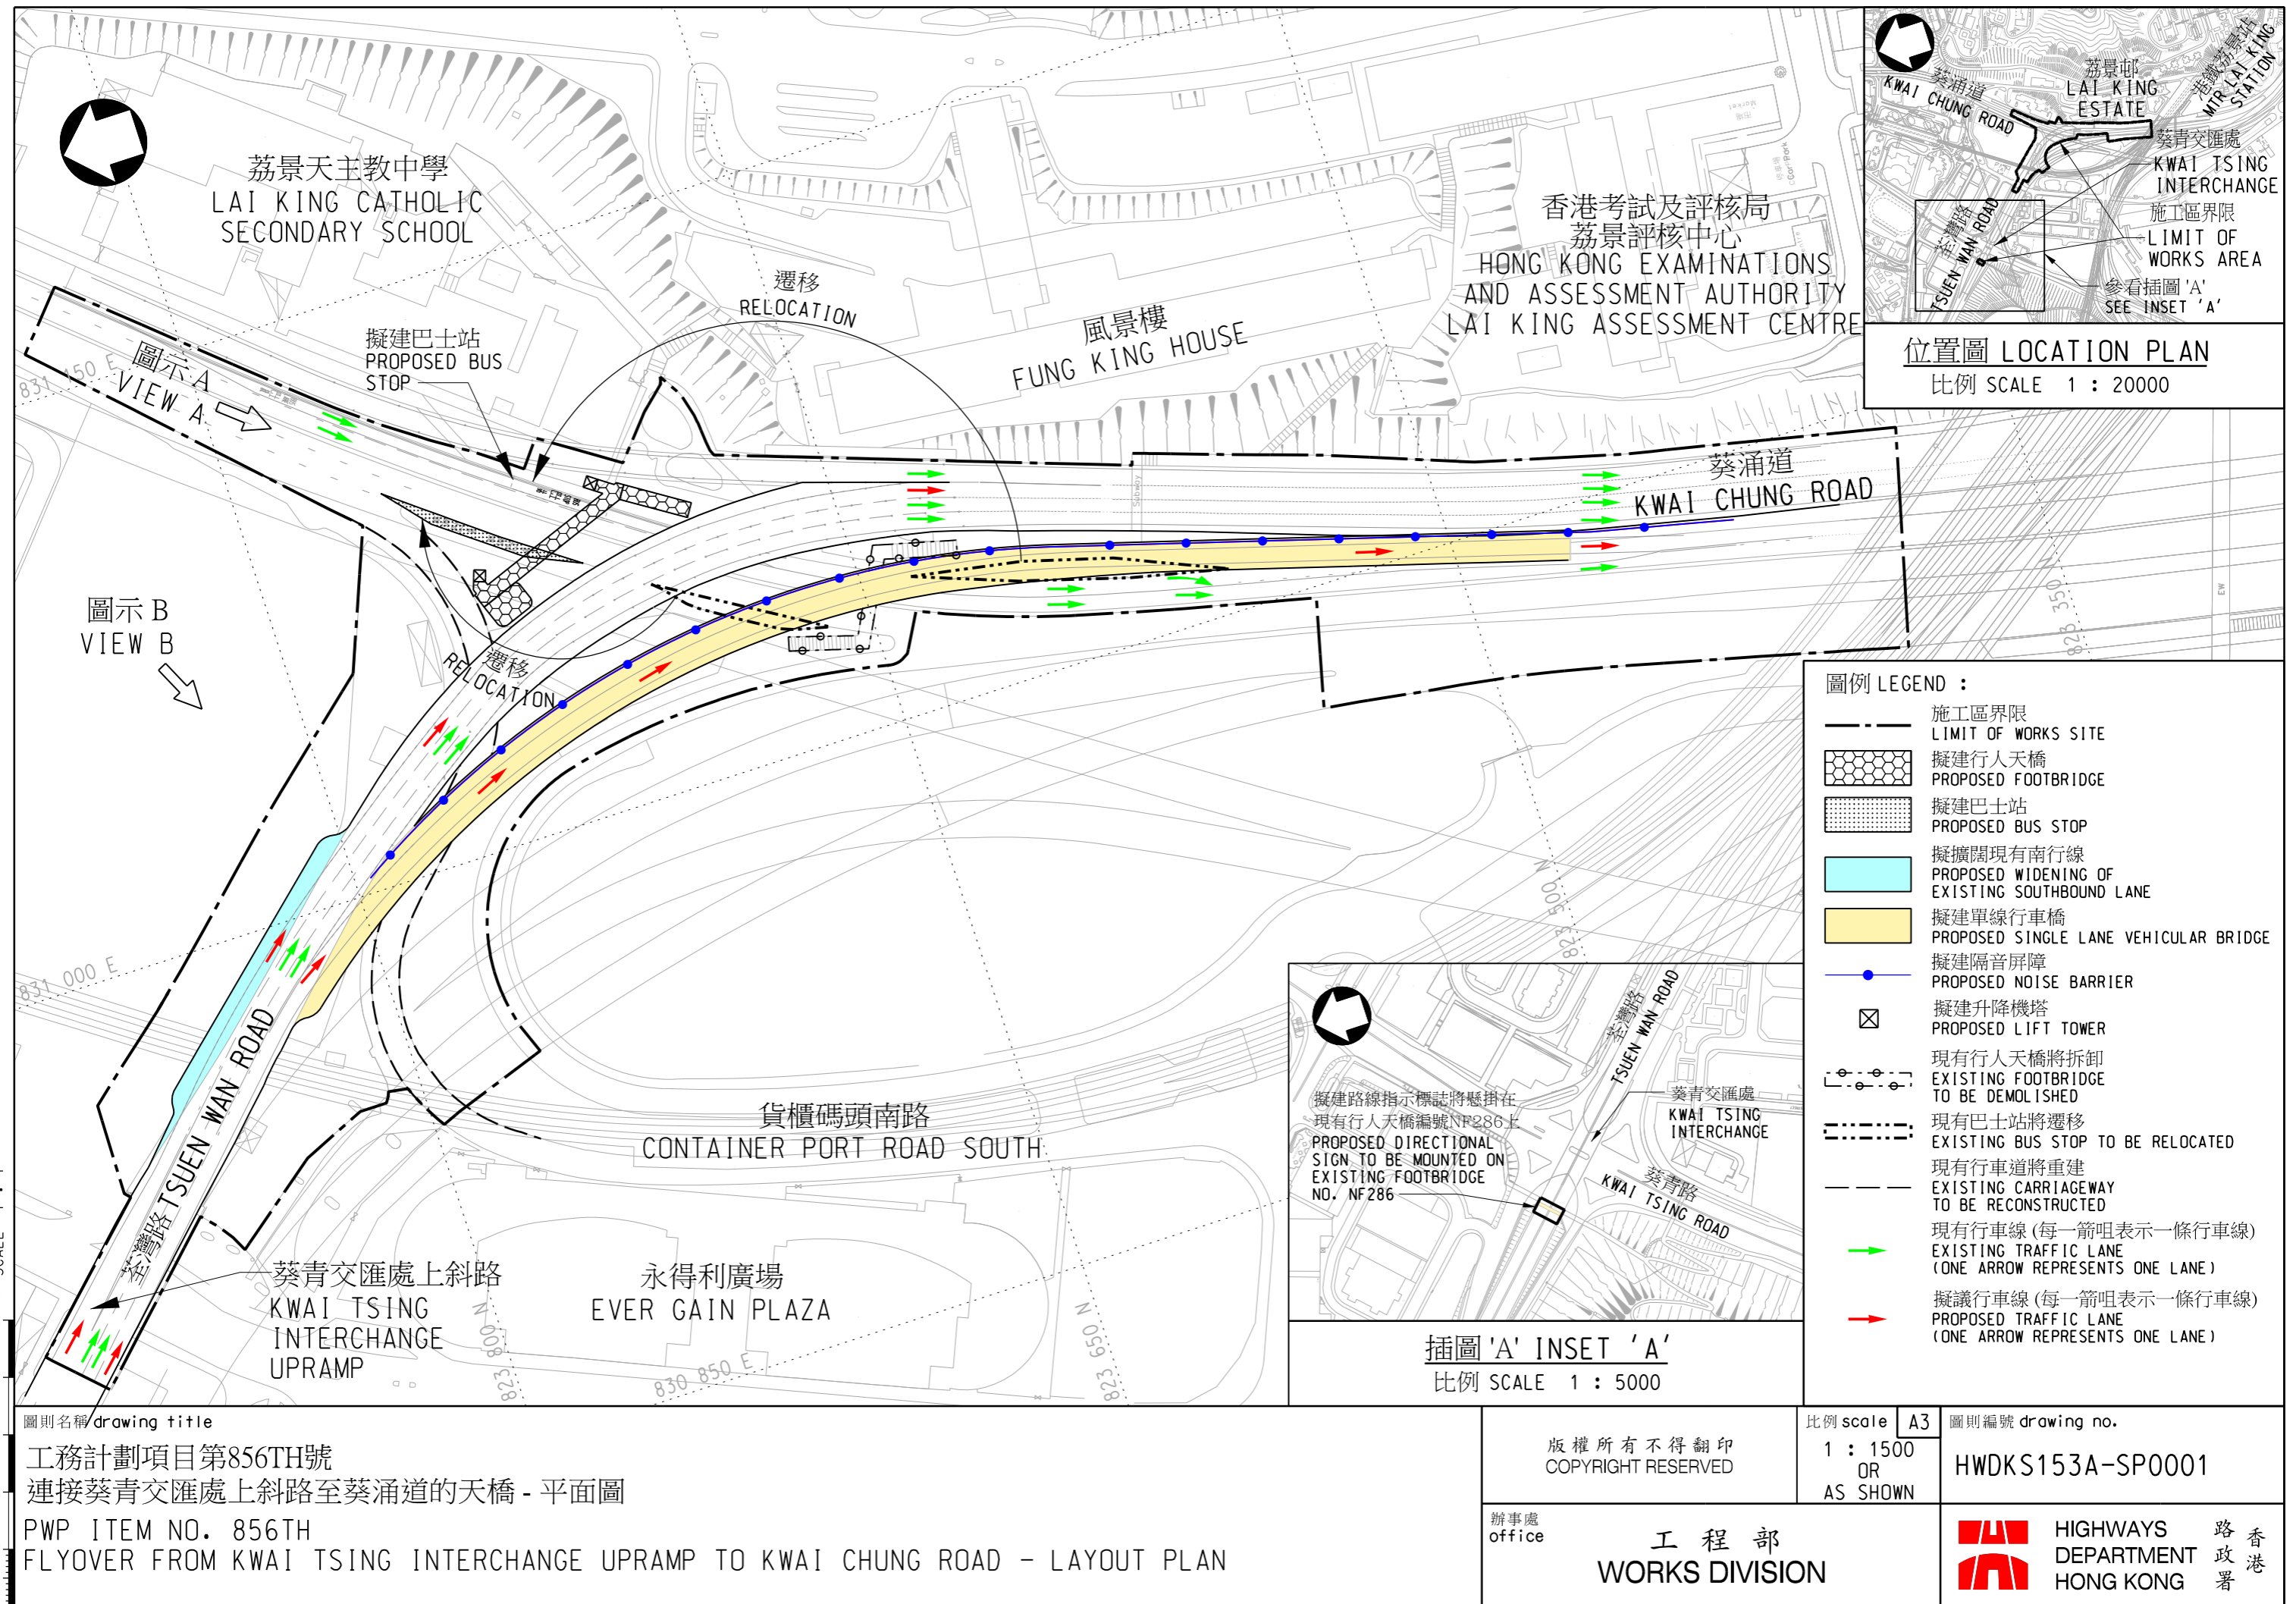 荔景天主教中學
LAI KING CATHOLIC
SECONDARY SCHOOL
遷移
RELOCATION
擬建巴士站
PROPOSED BUS
STOP
圖示 A
VIEW A
831 150 E
風景樓
FUNG KING HOUSE
香港考試及評核局
荔景評核中心
HONG KONG EXAMINATIONS
AND ASSESSMENT AUTHORITY
LAI KING ASSESSMENT CENTRE
Car Park
Subway
葵涌道
KWAI CHUNG ROAD
圖示 B
VIEW B
遷移
RELOCATION
831 000 E
823 350 N
823 500 N
荃灣路 TSUEN WAN ROAD
貨櫃碼頭南路
CONTAINER PORT ROAD SOUTH
葵青交匯處上斜路
KWAI TSING
INTERCHANGE
UPRAMP
永得利廣場
EVER GAIN PLAZA
823 800 N
830 850 E
823 650 N
葵涌道
KWAI CHUNG ROAD
荔景邨
LAI KING
ESTATE
港鐵荔景站
MTR LAI KING
STATION
葵青交匯處
KWAI TSING
INTERCHANGE
施工區界限
LIMIT OF
WORKS AREA
荃灣路
TSUEN WAN ROAD
參看插圖 'A'
SEE INSET 'A'
位置圖 LOCATION PLAN
比例 SCALE 1 : 20000
圖例 LEGEND :
施工區界限
LIMIT OF WORKS SITE
擬建行人天橋
PROPOSED FOOTBRIDGE
擬建巴士站
PROPOSED BUS STOP
擬擴闊現有南行線
PROPOSED WIDENING OF
EXISTING SOUTHBOUND LANE
擬建單線行車橋
PROPOSED SINGLE LANE VEHICULAR BRIDGE
擬建隔音屏障
PROPOSED NOISE BARRIER
擬建升降機塔
PROPOSED LIFT TOWER
現有行人天橋將拆卸
EXISTING FOOTBRIDGE
TO BE DEMOLISHED
現有巴士站將遷移
EXISTING BUS STOP TO BE RELOCATED
現有行車道將重建
EXISTING CARRIAGEWAY
TO BE RECONSTRUCTED
現有行車線 (每一箭咀表示一條行車線)
EXISTING TRAFFIC LANE
(ONE ARROW REPRESENTS ONE LANE)
擬議行車線 (每一箭咀表示一條行車線)
PROPOSED TRAFFIC LANE
(ONE ARROW REPRESENTS ONE LANE)
荃灣路
TSUEN WAN ROAD
擬建路線指示標誌將懸掛在
現有行人天橋編號NF286上
PROPOSED DIRECTIONAL
SIGN TO BE MOUNTED ON
EXISTING FOOTBRIDGE
NO. NF286
葵青交匯處
KWAI TSING
INTERCHANGE
葵青路
KWAI TSING ROAD
插圖 'A' INSET 'A'
比例 SCALE 1 : 5000
圖則名稱 drawing title
工務計劃項目第856TH號
連接葵青交匯處上斜路至葵涌道的天橋 - 平面圖
PWP ITEM NO. 856TH
FLYOVER FROM KWAI TSING INTERCHANGE UPRAMP TO KWAI CHUNG ROAD - LAYOUT PLAN
版權所有不得翻印
COPYRIGHT RESERVED
比例 scale A3
1 : 1500
OR
AS SHOWN
圖則編號 drawing no.
HWDKS153A-SP0001
辦事處
office
工程部
WORKS DIVISION
HIGHWAYS
DEPARTMENT
HONG KONG
香港
路政署